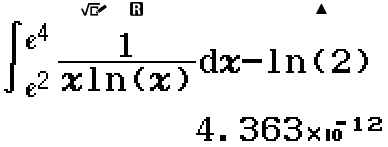 √▭ R ▲
∫e²^e⁴ 1/(xln(x)) dx−ln(2)
4.363×10⁻¹²